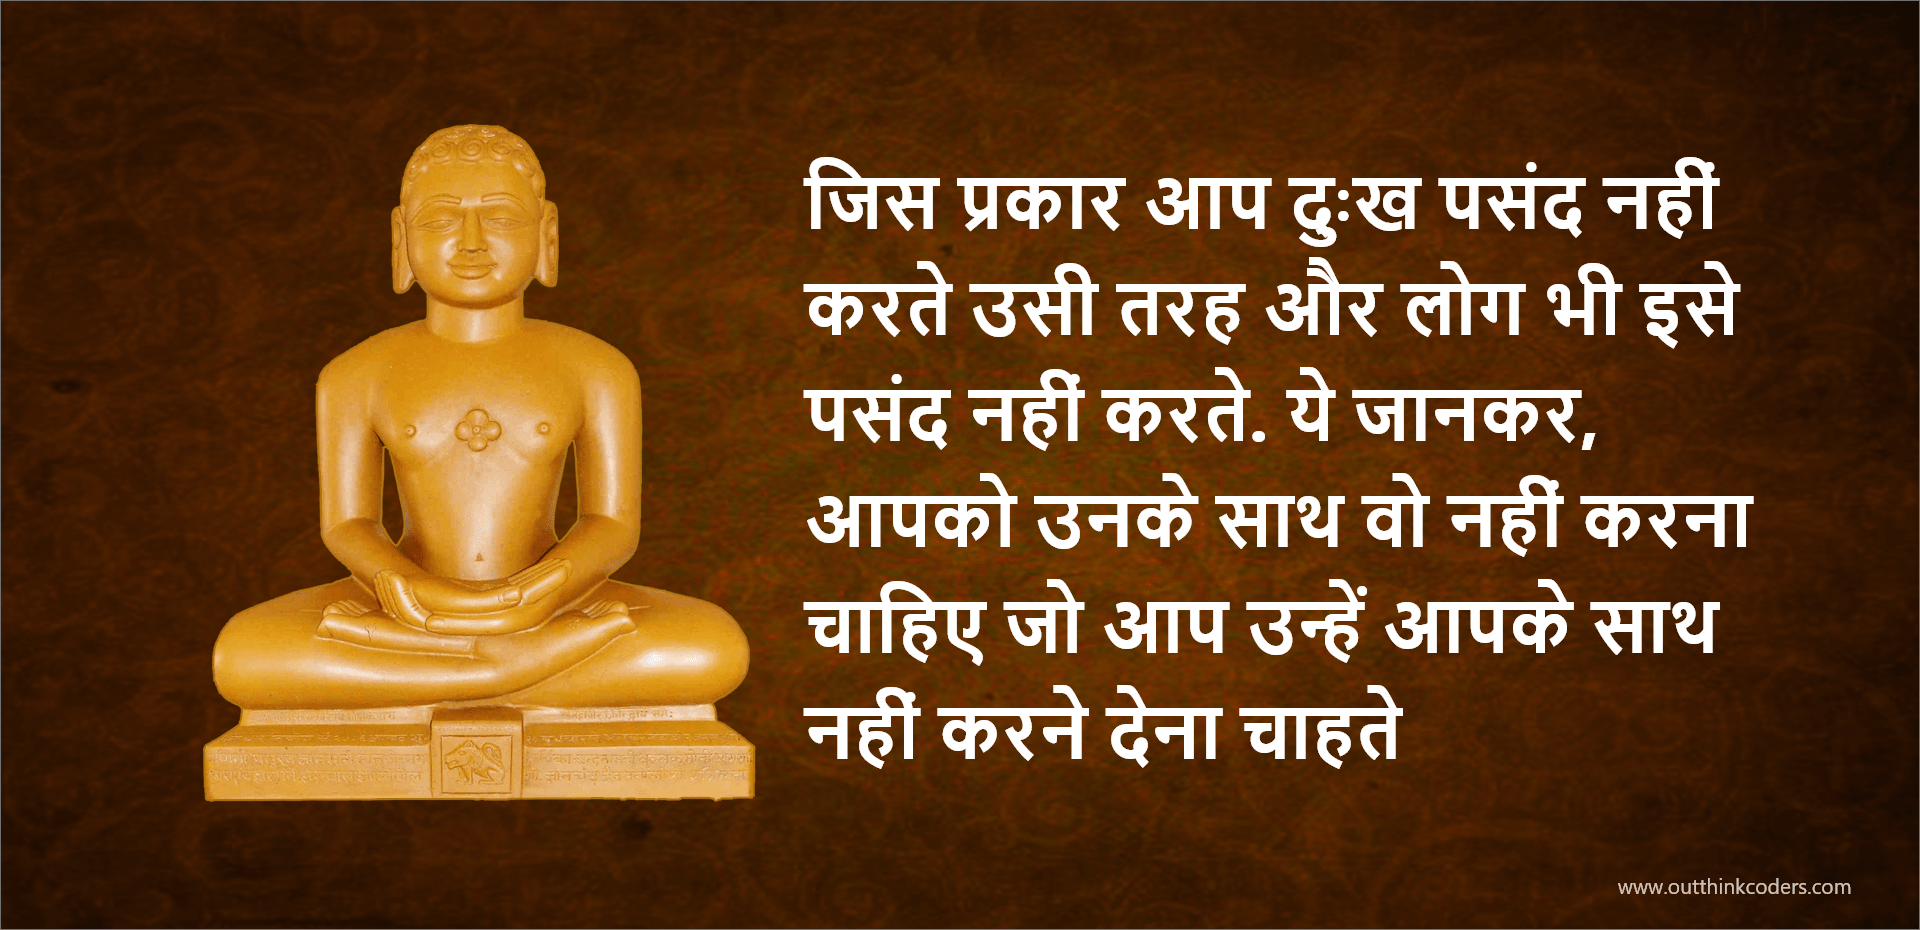 जिस प्रकार आप दुःख पसंद नहीं
करते उसी तरह और लोग भी इसे
पसंद नहीं करते. ये जानकर,
आपको उनके साथ वो नहीं करना
चाहिए जो आप उन्हें आपके साथ
नहीं करने देना चाहते
www.outthinkcoders.com